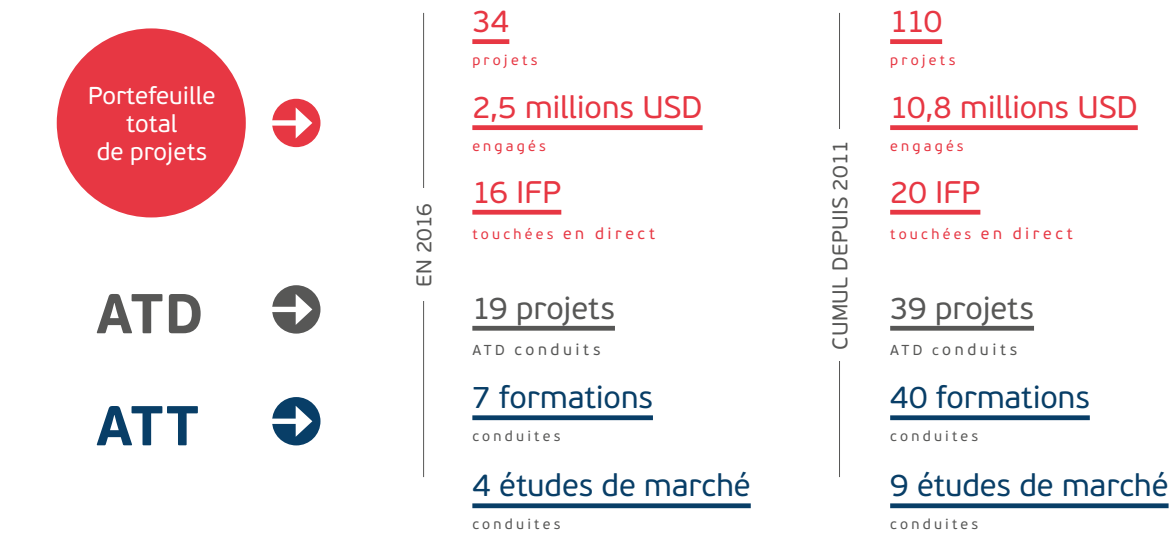 Portefeuille
total
de projets
EN 2016
34
projets
2,5 millions USD
engagés
16 IFP
touchées en direct
CUMUL DEPUIS 2011
110
projets
10,8 millions USD
engagés
20 IFP
touchées en direct
ATD
19 projets
ATD conduits
39 projets
ATD conduits
ATT
7 formations
conduites
4 études de marché
conduites
40 formations
conduites
9 études de marché
conduites